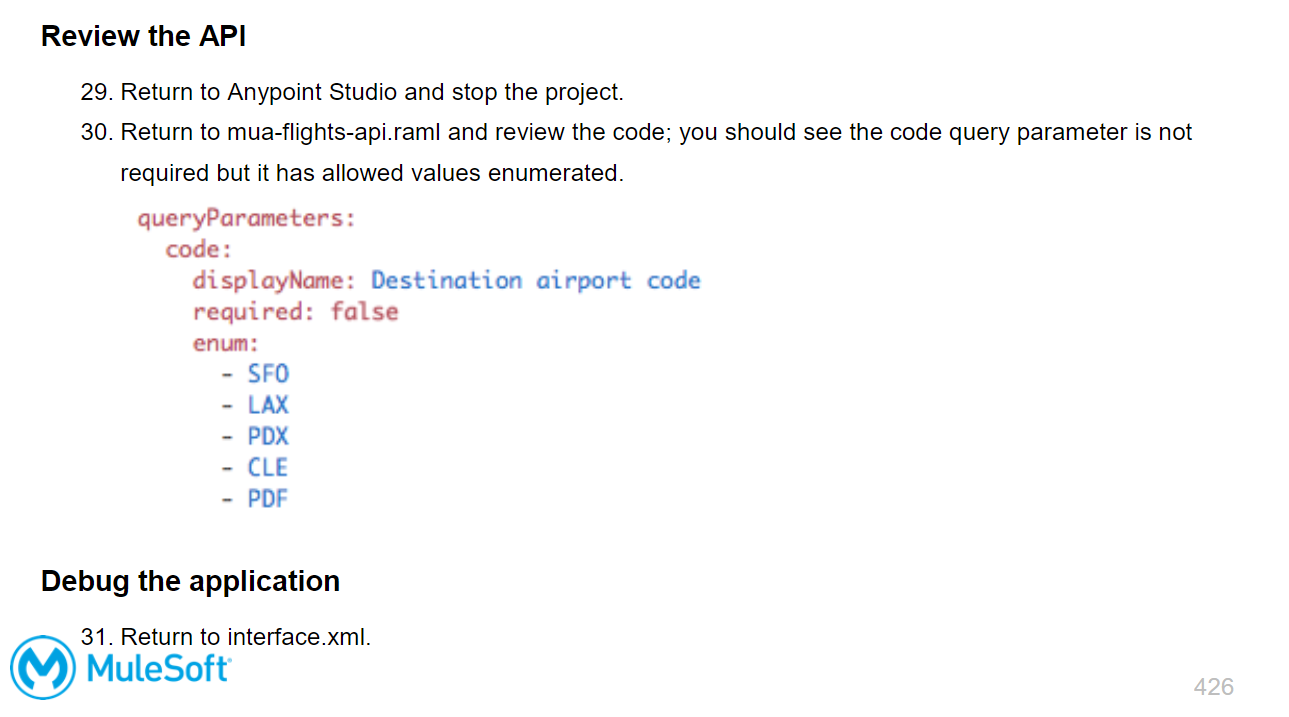 Review the API
29. Return to Anypoint Studio and stop the project.
30. Return to mua-flights-api.raml and review the code; you should see the code query parameter is not
required but it has allowed values enumerated.
queryParameters:
code:
displayName: Destination airport code
required: false
enum:
- SFO
- LAX
- PDX
- CLE
- PDF
Debug the application
31. Return to interface.xml.
MuleSoft
426